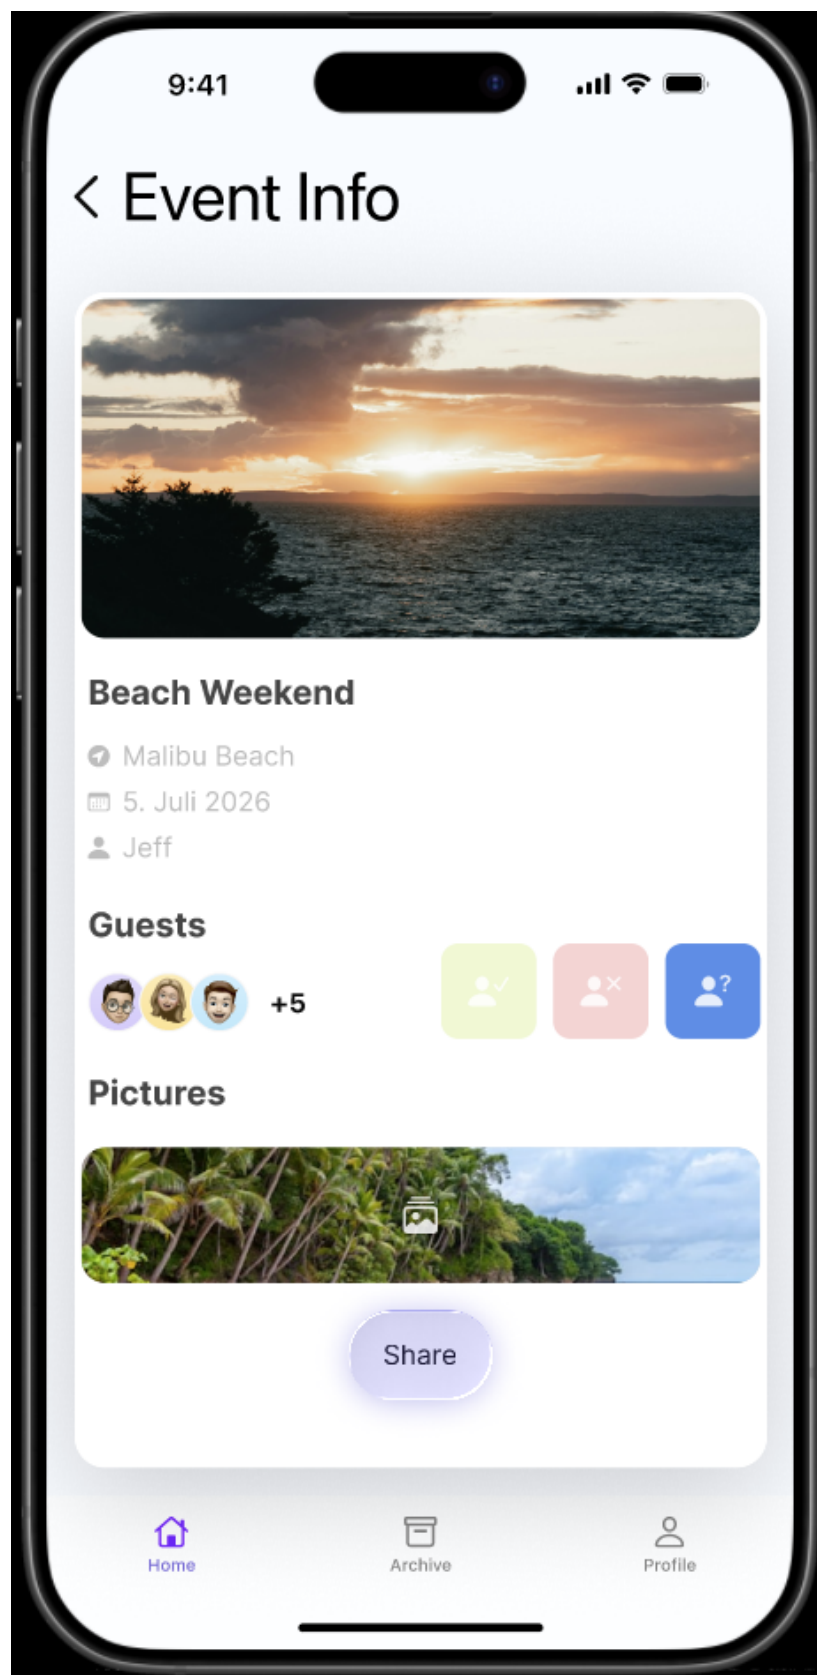 9:41
Event Info
Beach Weekend
Malibu Beach
5. Juli 2026
Jeff
Guests
+5
?
Pictures
Share
Home Archive Profile